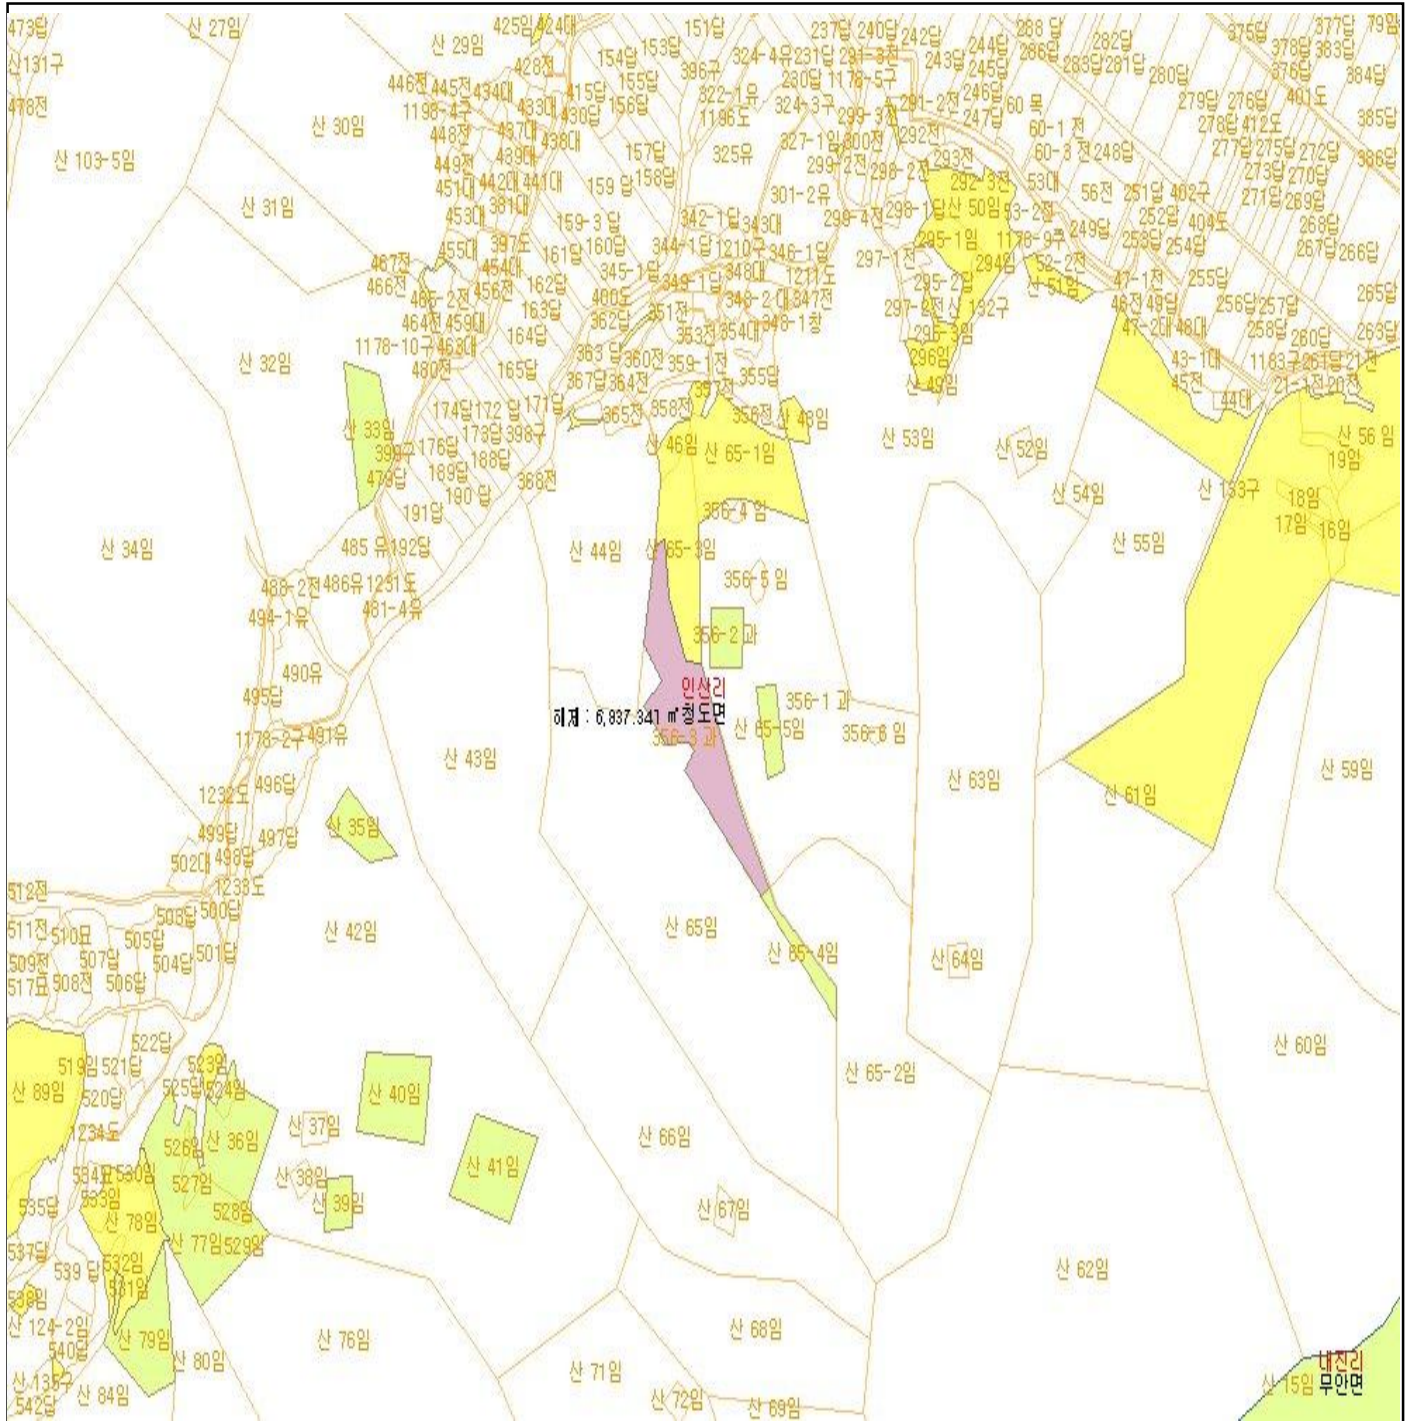 473답
산 27임
산 29임
425임 424대
151답
237답 240답 242답
288 답
375답
377답
79임
산131구
428전
154답
153답
324-4유 231답
291-3전
244답
286답
282답
378답 383답
396구
243답
245답
283답 281답
376답
384답
446전 445전 434대
155답
230답 1178-5구
280답
478전
1198-4구
433대
415답
156답
322-1유
324-3구
291-2전
246답
60 목
279답 276답
401도
산 30임
448전
437대
430답
1196도
299-3전
247답
60-1 전
278답 412도
385답
438대
327-1임 300전
292전
산 103-5임
449전
439대
157답
325유
299-2전 298-2전
293전
60-3 전 248답
277답 275답 272답
386답
451대
442대 441대
159 답 158답
292-3전
53대
273답 270답
산 31임
381대
301-2유
56전
251답 402구
271답 269답
453대
159-3 답
342-1답 343대
299-4전 298-1답
산 50임
53-2전
252답
404도
268답
455대
397도
161답
160답
344-1답 1210구 346-1답
295-1임
1178-9주
249답
253답 254답
267답 266답
467전
454대
345-1답
348대
1211도
297-1전
294임
52-2전
466전
465-2전
456전
162답
349-1답
295-2답
산 51임
47-1전
255답
265답
400도
351전
348-2대 347전
297-2전
산 132구
46전 49답
256답 257답
464전 459대
163답
362답
353전 354대
348-1창
295-3임
47-2대
48대
258답
260답
263답
1178-10구 463대
164답
363 답 360전
359-1전
296임
43-1대
1183구 261답 21전
산 32임
480전
165답
367답 364전
357전
355답
산 49임
45전
21-1전 20전
174답 172 답 171답
365전
358전
356전
산 48임
44대
산 33임
173답 398구
산 46임
산 65-1임
산 53임
산 52임
산 56 임
399구
176답
188답
19임
479답
189답
368전
산 54임
산 133구
18임
190 답
356-4 임
17임
16임
191답
산 34임
485 유 192답
산 44임
산 65-3임
산 55임
488-2전 486유 1231도
356-5 임
494-1유
481-4유
356-2 과
490유
인산리
495답
해제 : 6,837.341 ㎡ 청도면
356-1 과
산 65-5임
1178-2구 491유
356-3 과
356-6 임
산 43임
산 63임
산 59임
496답
1232도
산 61임
499답
497답
산 35임
502대 498답
1233도
512전
503답
500답
511전
510묘
505답
산 42임
산 65임
509전
507답
504답
501답
산 65-4임
산 64임
517묘 508전 506답
522답
산 60임
519임 521답
523임
산 65-2임
산 89임
520답
525답 524임
산 40임
1234도
526임
산 36임
산 37임
산 66임
534묘 530임
527임
산 38임
산 41임
533임
산 39임
535답
산 78임
528임
산 67임
537답
산 77임 529임
539 답
532임
산 62임
538임
531임
산 124-2임
산 79임
산 76임
산 68임
540답
산 80임
산 71임
내진리
산 135구
산 84임
산 15임
무안면
542답
산 72임
산 69임